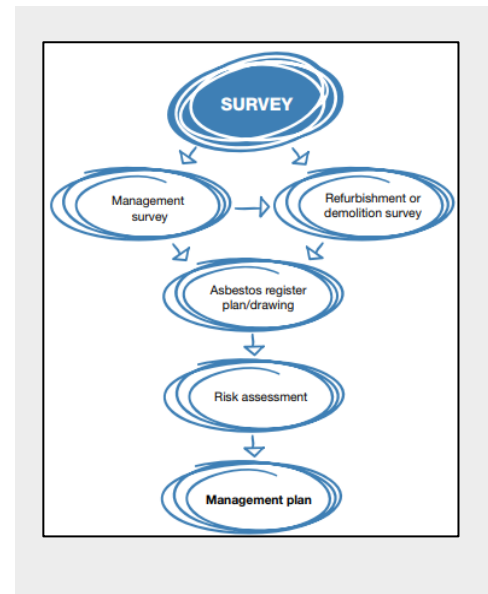 SURVEY
Management
survey
Refurbishment or
demolition survey
Asbestos register
plan/drawing
Risk assessment
Management plan